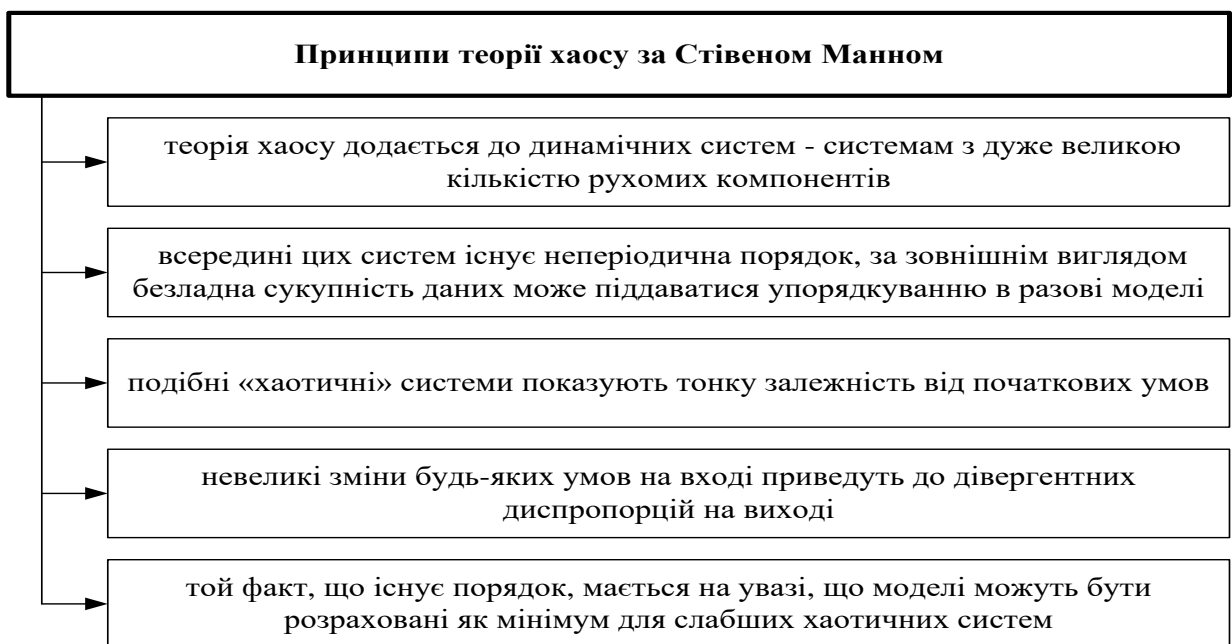 Принципи теорії хаосу за Стівеном Манном
теорія хаосу додається до динамічних систем - системам з дуже великою
кількістю рухомих компонентів
всередині цих систем існує неперіодична порядок, за зовнішнім виглядом
безладна сукупність даних може піддаватися упорядкуванню в разові моделі
подібні «хаотичні» системи показують тонку залежність від початкових умов
невеликі зміни будь-яких умов на вході приведуть до дівергентних
диспропорцій на виході
той факт, що існує порядок, мається на увазі, що моделі можуть бути
розраховані як мінімум для слабших хаотичних систем